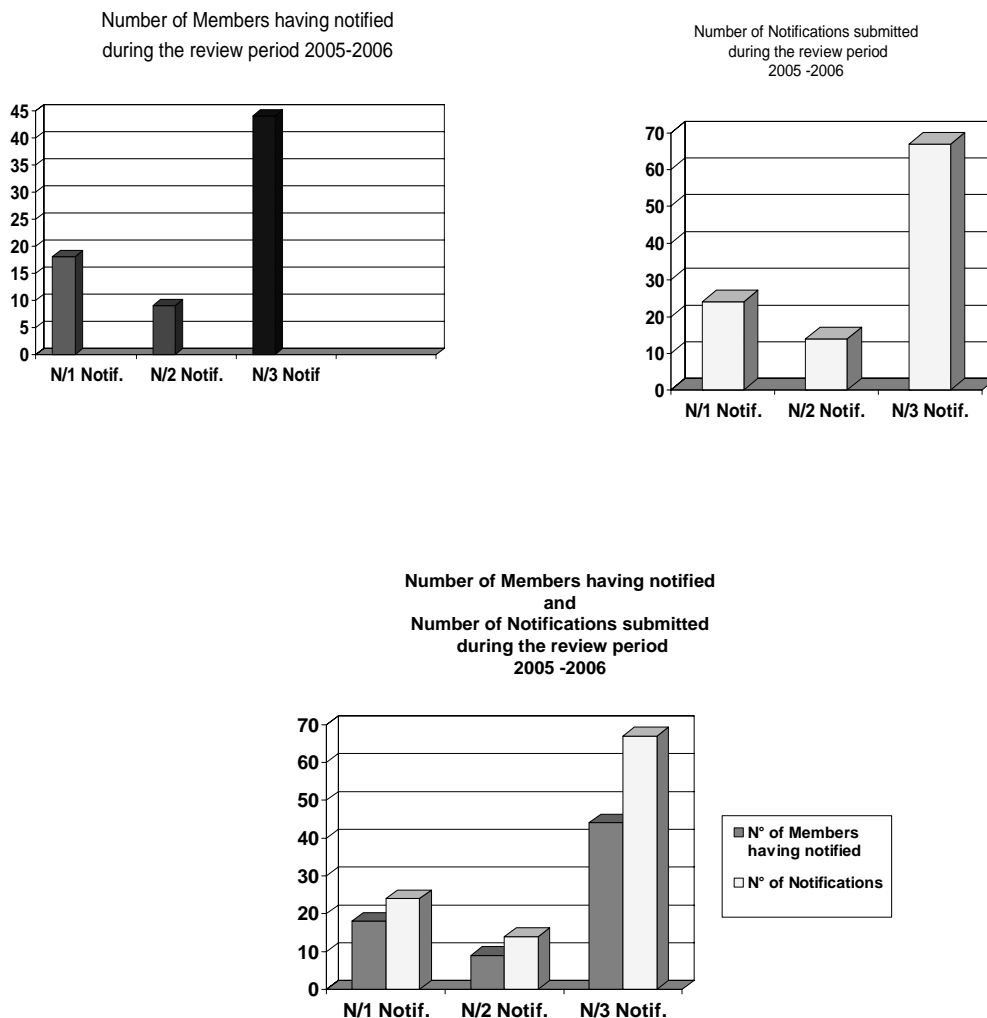 Number of Members having notified
during the review period 2005-2006
45
40
35
30
25
20
15
10
5
0
N/1 Notif.
N/2 Notif.
N/3 Notif
Number of Notifications submitted
during the review period
2005 -2006
70
60
50
40
30
20
10
0
N/1 Notif.
N/2 Notif.
N/3 Notif.
Number of Members having notified
and
Number of Notifications submitted
during the review period
2005 -2006
70
60
50
40
30
20
10
0
N/1 Notif.
N/2 Notif.
N/3 Notif.
N° of Members
having notified
N° of Notifications